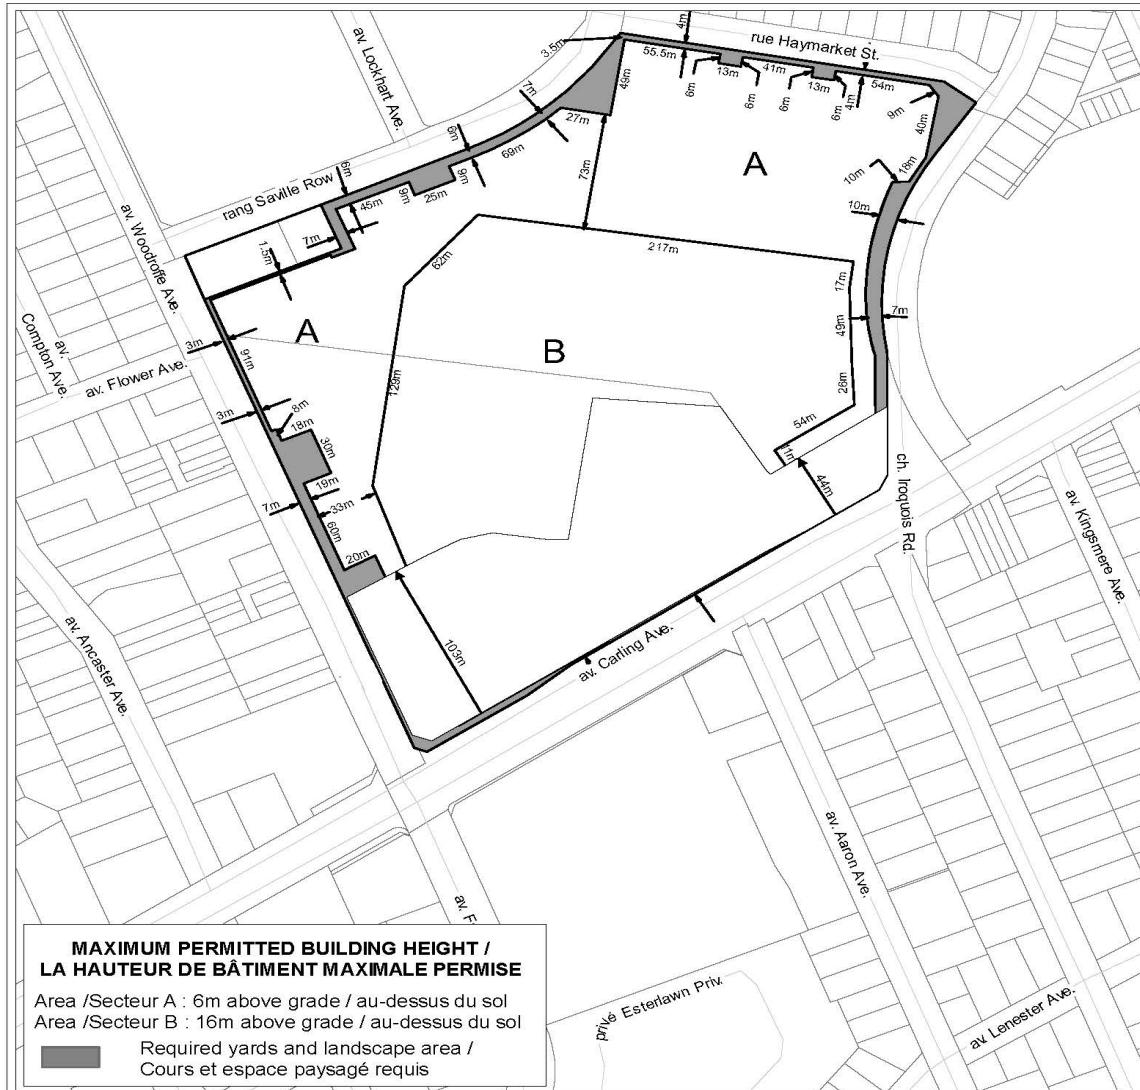 4m
rue Haymarket St.
3.5m
55.5m
41m
54m
13m
13m
6m
6m
6m
6m
4m
9m
49m
40m
av. Lockhart Ave.
7m
27m
6m
69m
9m
73m
A
18m
10m
10m
6m
rang Saville Row
45m
9m
25m
7m
1.5m
62m
217m
17m
49m
7m
26m
av. Woodroffe Ave.
av. Compton Ave.
av. Flower Ave.
3m
91m
A
B
129m
3m
8m
18m
30m
19m
7m
33m
60m
20m
54m
11m
44m
ch. Iroquois Rd.
av. Kingsmere Ave.
103m
av. Carling Ave.
av. Ancaster Ave.
av. Aaron Ave.
privé Esterlawn Priv.
av. Lenester Ave.
av.
MAXIMUM PERMITTED BUILDING HEIGHT /
LA HAUTEUR DE BÂTIMENT MAXIMALE PERMISE
Area /Secteur A : 6m above grade / au-dessus du sol
Area /Secteur B : 16m above grade / au-dessus du sol
Required yards and landscape area /
Cours et espace paysagé requis